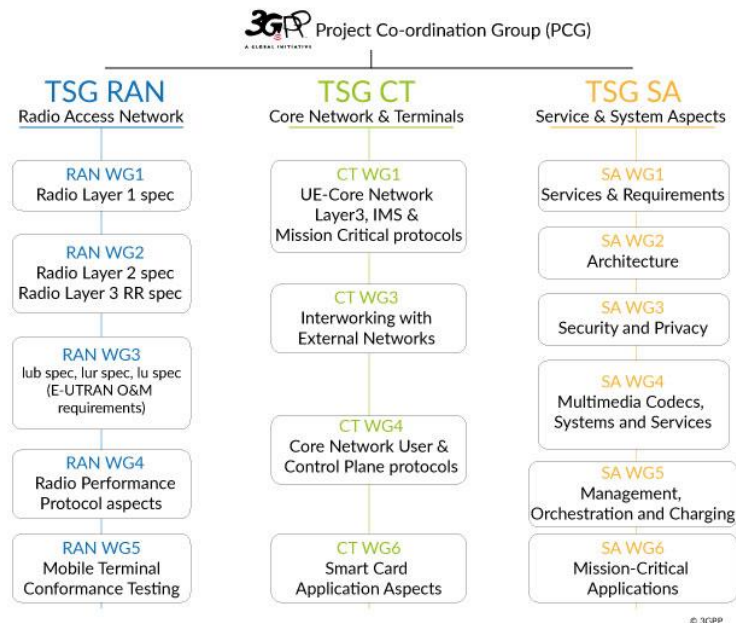 3GPP
A GLOBAL INITIATIVE
Project Co-ordination Group (PCG)
TSG RAN
Radio Access Network
RAN WG1
Radio Layer 1 spec
RAN WG2
Radio Layer 2 spec
Radio Layer 3 RR spec
RAN WG3
lub spec, lur spec, lu spec
(E-UTRAN O&M
requirements)
RAN WG4
Radio Performance
Protocol aspects
RAN WG5
Mobile Terminal
Conformance Testing
TSG CT
Core Network & Terminals
CT WG1
UE-Core Network
Layer3, IMS &
Mission Critical protocols
CT WG3
Interworking with
External Networks
CT WG4
Core Network User &
Control Plane protocols
CT WG6
Smart Card
Application Aspects
TSG SA
Service & System Aspects
SA WG1
Services & Requirements
SA WG2
Architecture
SA WG3
Security and Privacy
SA WG4
Multimedia Codecs,
Systems and Services
SA WG5
Management,
Orchestration and Charging
SA WG6
Mission-Critical
Applications
© 3GPP